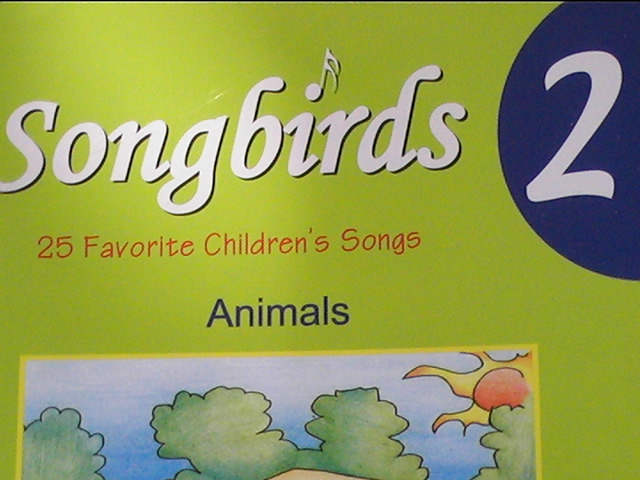 Songbirds
2
25 Favorite Children's Songs
Animals